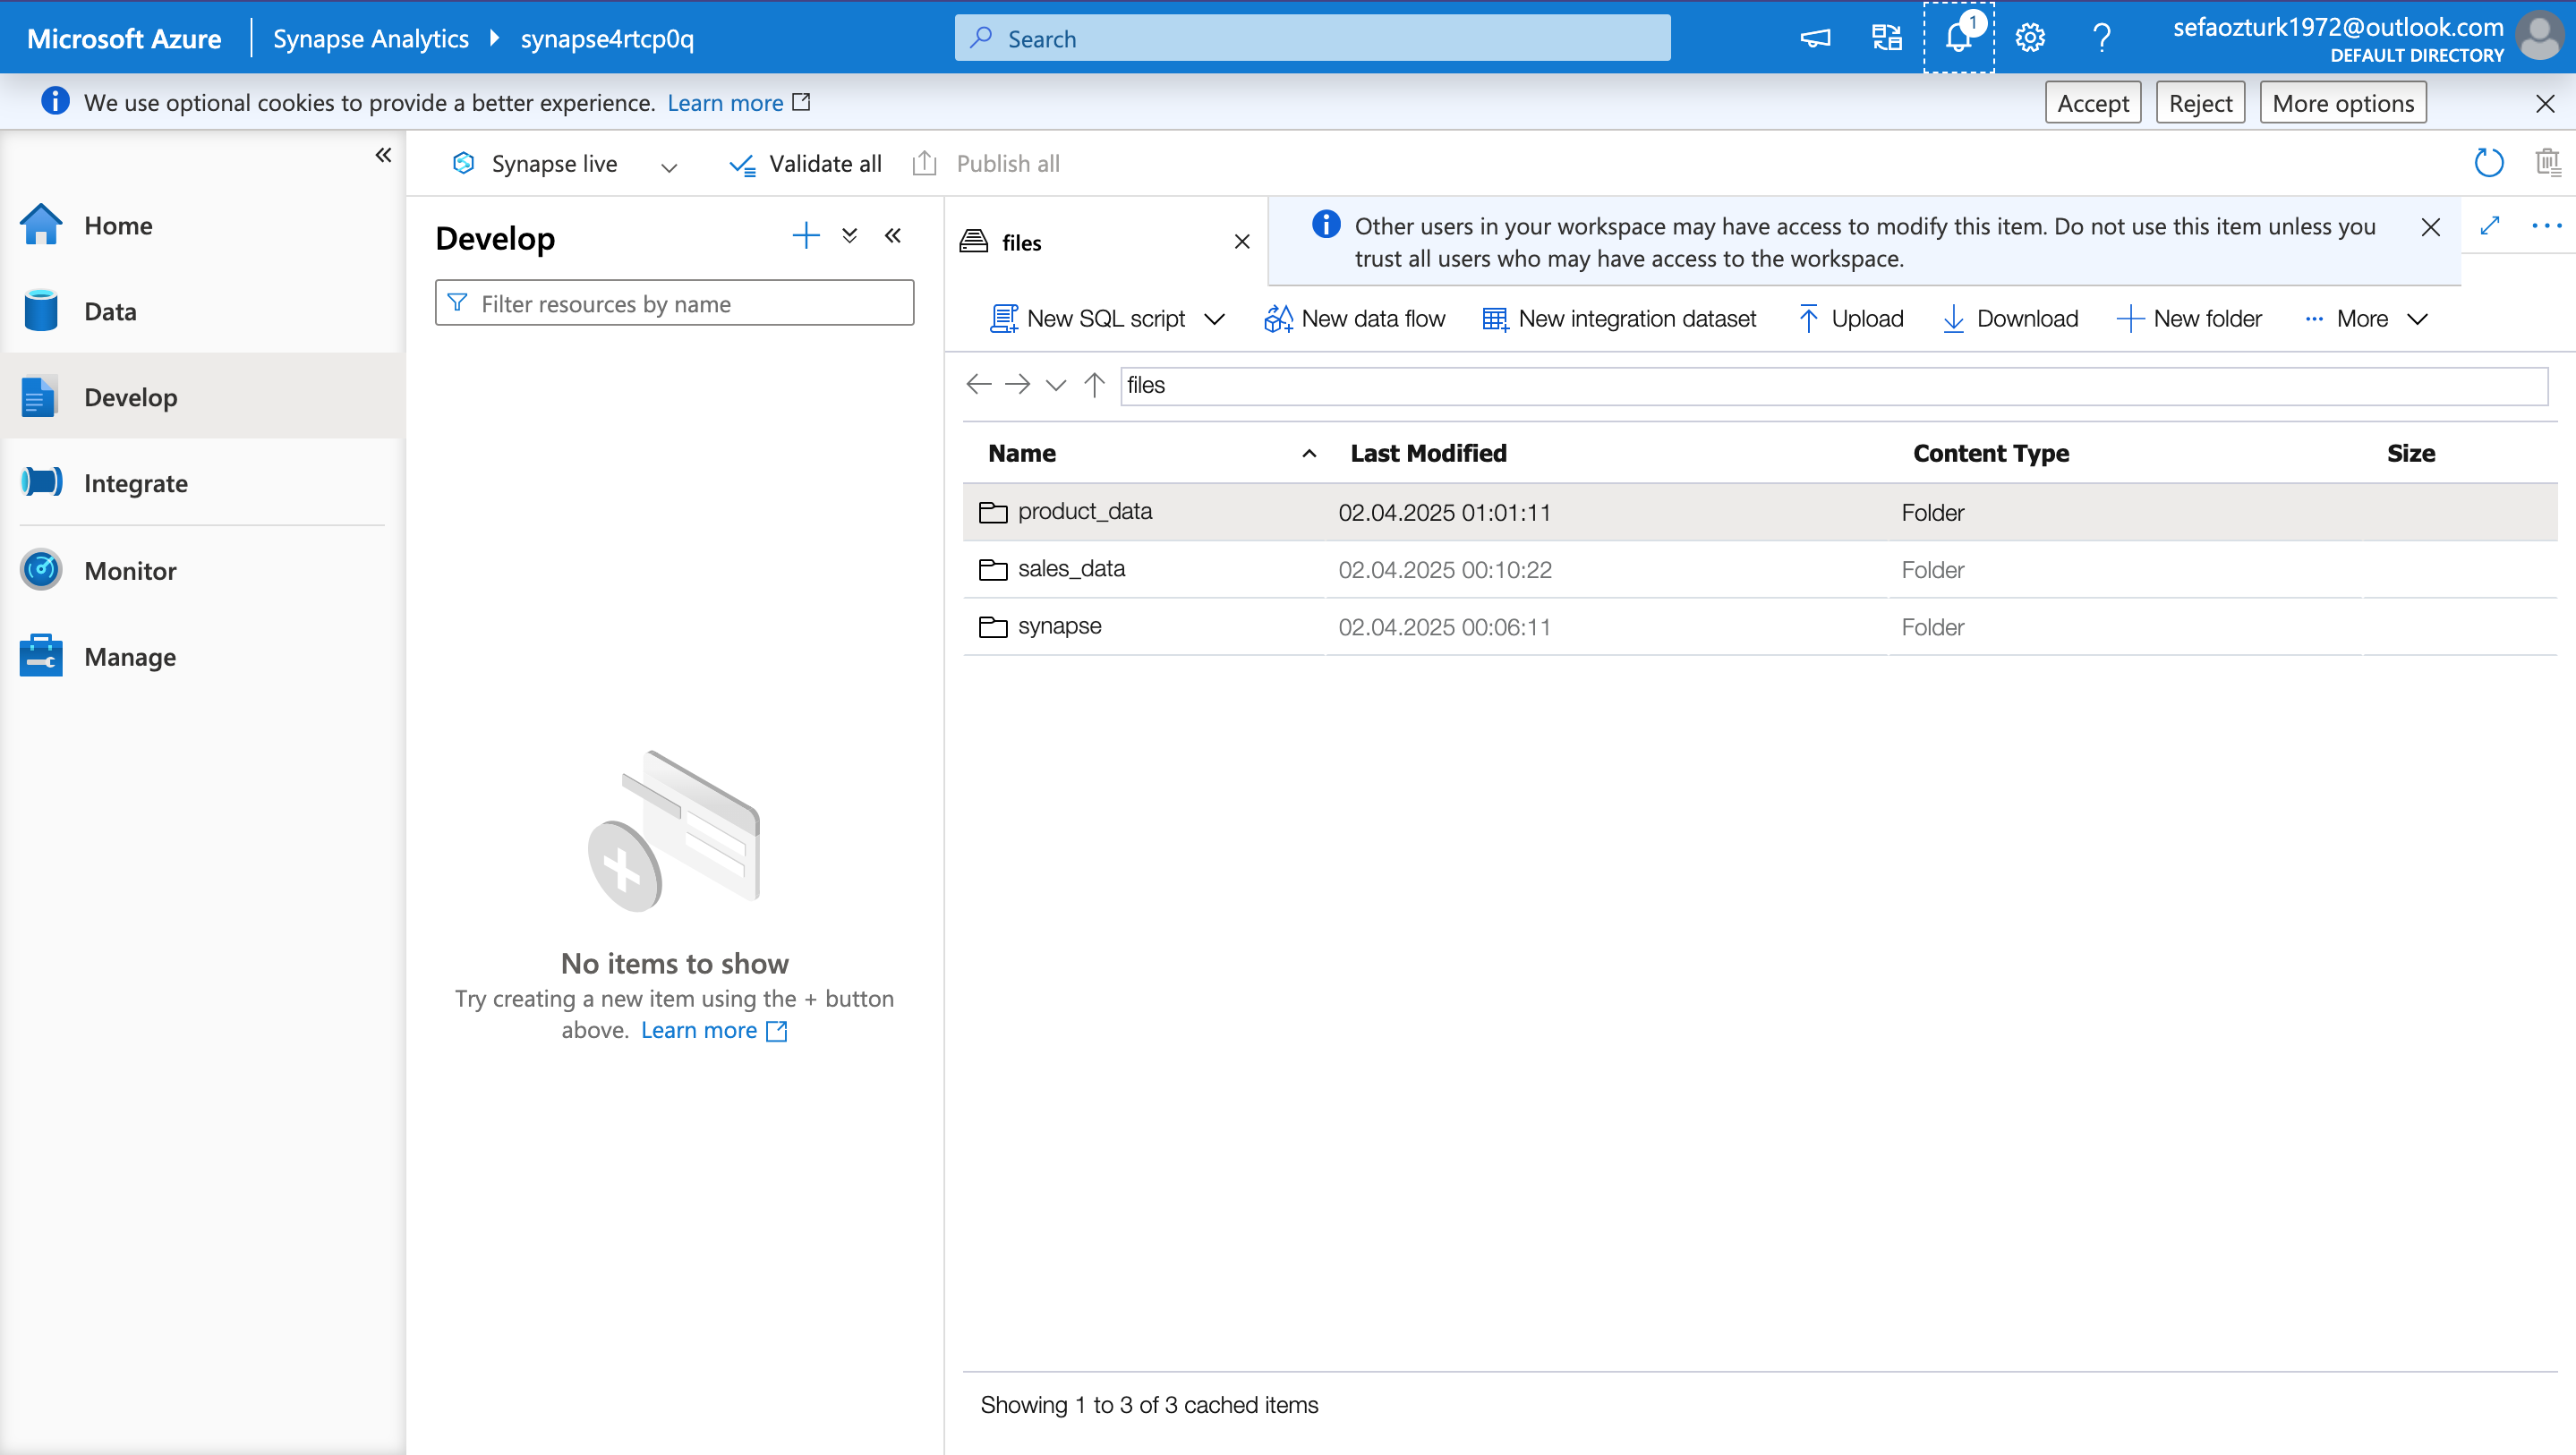 Microsoft Azure
Synapse Analytics
synapse4rtcp0q
Search
1
sefaozturk1972@outlook.com
DEFAULT DIRECTORY
We use optional cookies to provide a better experience. Learn more
Accept
Reject
More options
Synapse live
Validate all
Publish all
Home
Data
Develop
Integrate
Monitor
Manage
Develop
Filter resources by name
No items to show
Try creating a new item using the + button
above. Learn more
files
Other users in your workspace may have access to modify this item. Do not use this item unless you
trust all users who may have access to the workspace.
New SQL script
New data flow
New integration dataset
Upload
Download
New folder
More
files
Name Last Modified Content Type Size
product_data 02.04.2025 01:01:11 Folder
sales_data 02.04.2025 00:10:22 Folder
synapse 02.04.2025 00:06:11 Folder
Showing 1 to 3 of 3 cached items